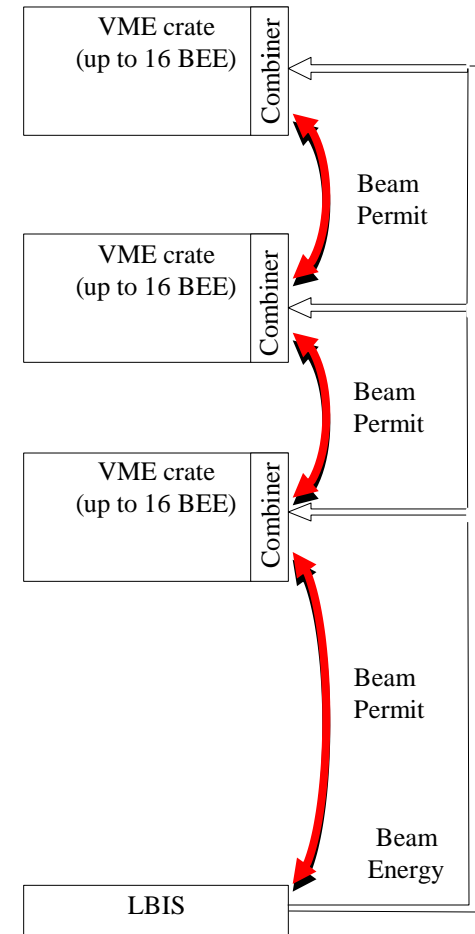 VME crate
(up to 16 BEE)
Combiner
Beam
Permit
VME crate
(up to 16 BEE)
Combiner
Beam
Permit
VME crate
(up to 16 BEE)
Combiner
Beam
Permit
Beam
Energy
LBIS